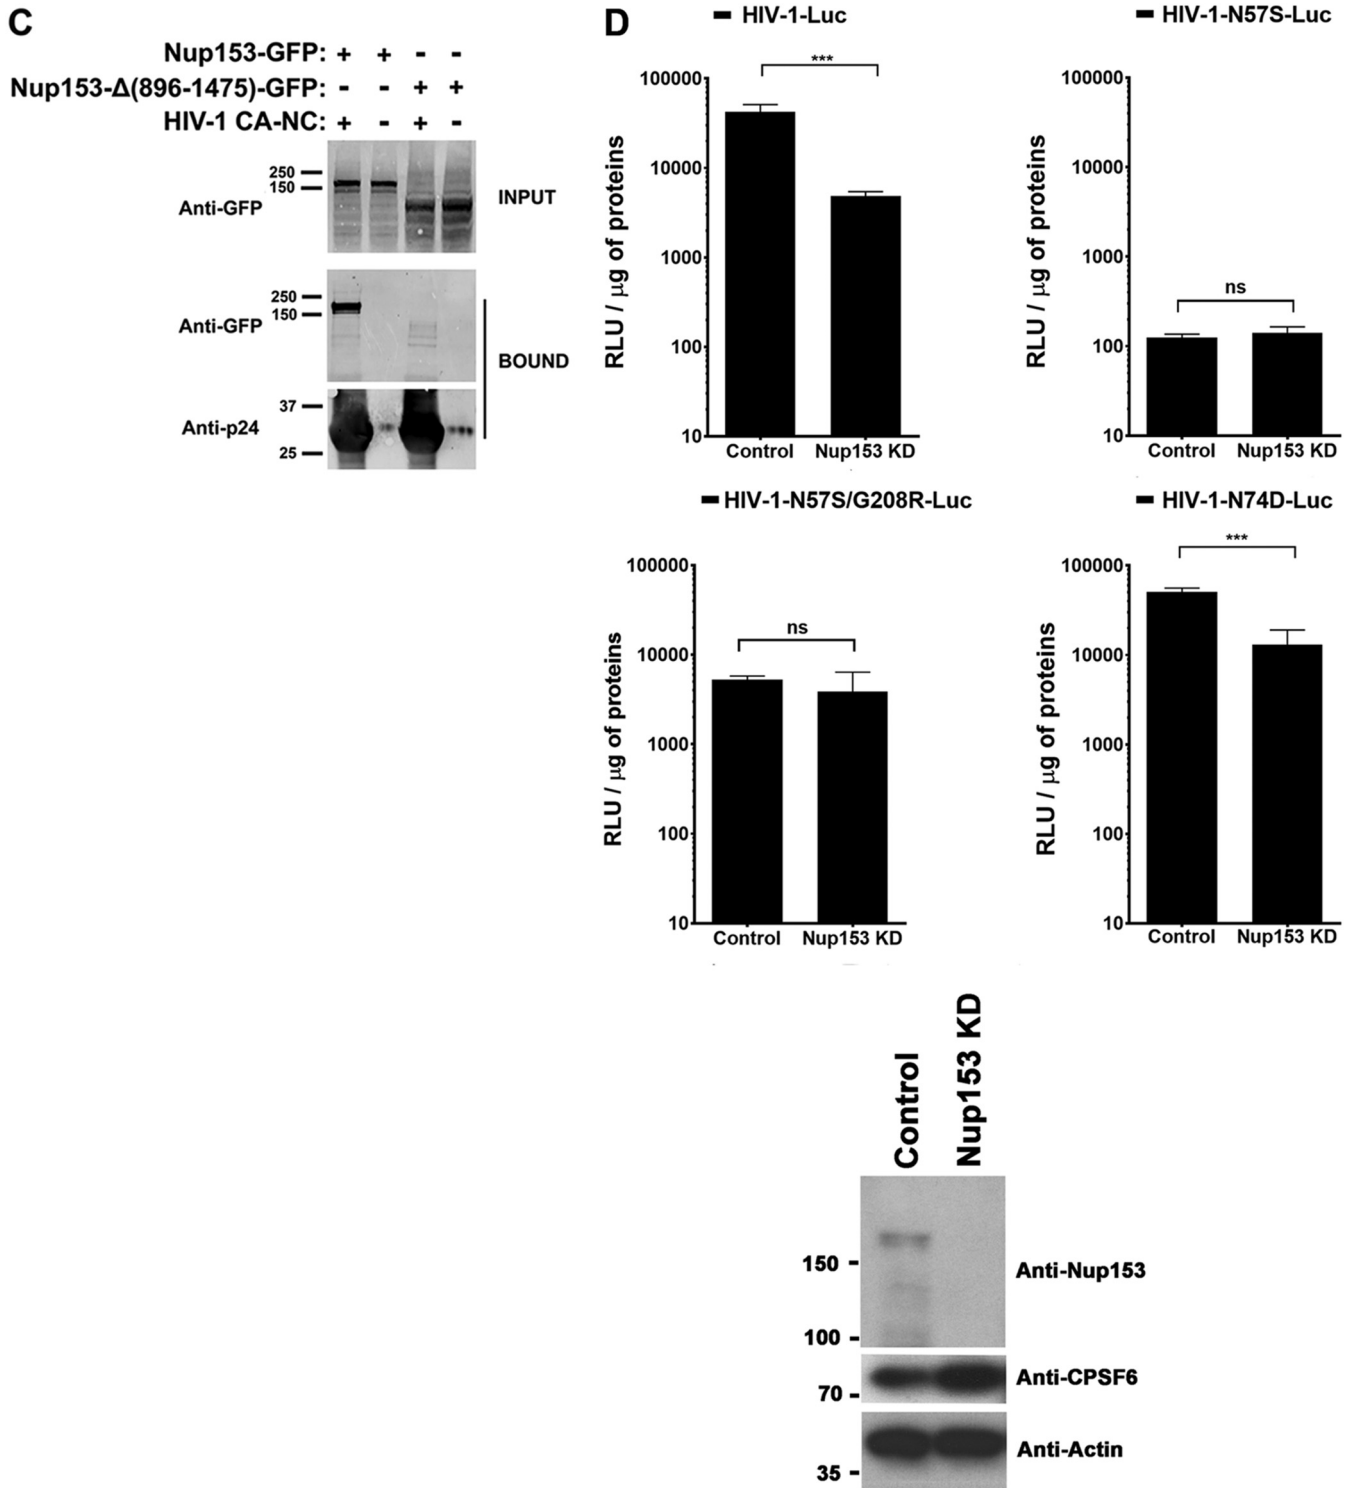 C
Nup153-GFP: + + - -
Nup153-Δ(896-1475)-GFP: - - + +
HIV-1 CA-NC: + - + -
250
150
Anti-GFP
INPUT
250
150
Anti-GFP
BOUND
37
Anti-p24
25
D
HIV-1-Luc
***
100000
10000
1000
100
10
RLU / μg of proteins
Control Nup153 KD
HIV-1-N57S-Luc
100000
10000
1000
ns
100
10
RLU / μg of proteins
Control Nup153 KD
HIV-1-N57S/G208R-Luc
100000
ns
10000
1000
100
10
RLU / μg of proteins
Control Nup153 KD
HIV-1-N74D-Luc
***
100000
10000
1000
100
10
RLU / μg of proteins
Control Nup153 KD
Control
Nup153 KD
150
Anti-Nup153
100
Anti-CPSF6
70
Anti-Actin
35